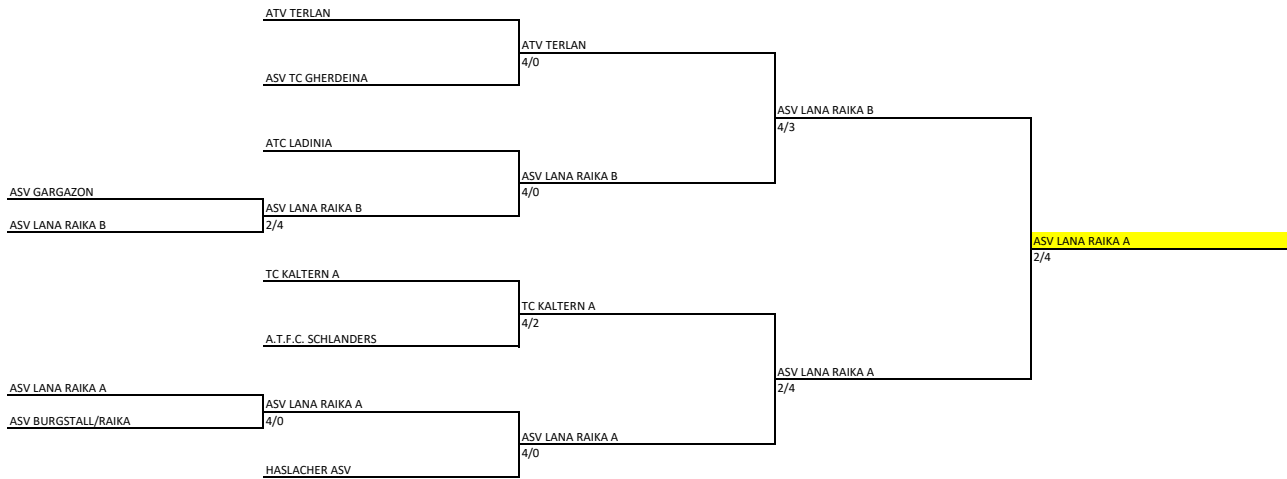 ATV TERLAN
ATV TERLAN
4/0
ASV TC GHERDEINA
ASV LANA RAIKA B
4/3
ATC LADINIA
ASV LANA RAIKA B
4/0
ASV GARGAZON
ASV LANA RAIKA B
2/4
ASV LANA RAIKA B
ASV LANA RAIKA A
2/4
TC KALTERN A
TC KALTERN A
4/2
A.T.F.C. SCHLANDERS
ASV LANA RAIKA A
2/4
ASV LANA RAIKA A
ASV LANA RAIKA A
4/0
ASV BURGSTALL/RAIKA
ASV LANA RAIKA A
4/0
HASLACHER ASV